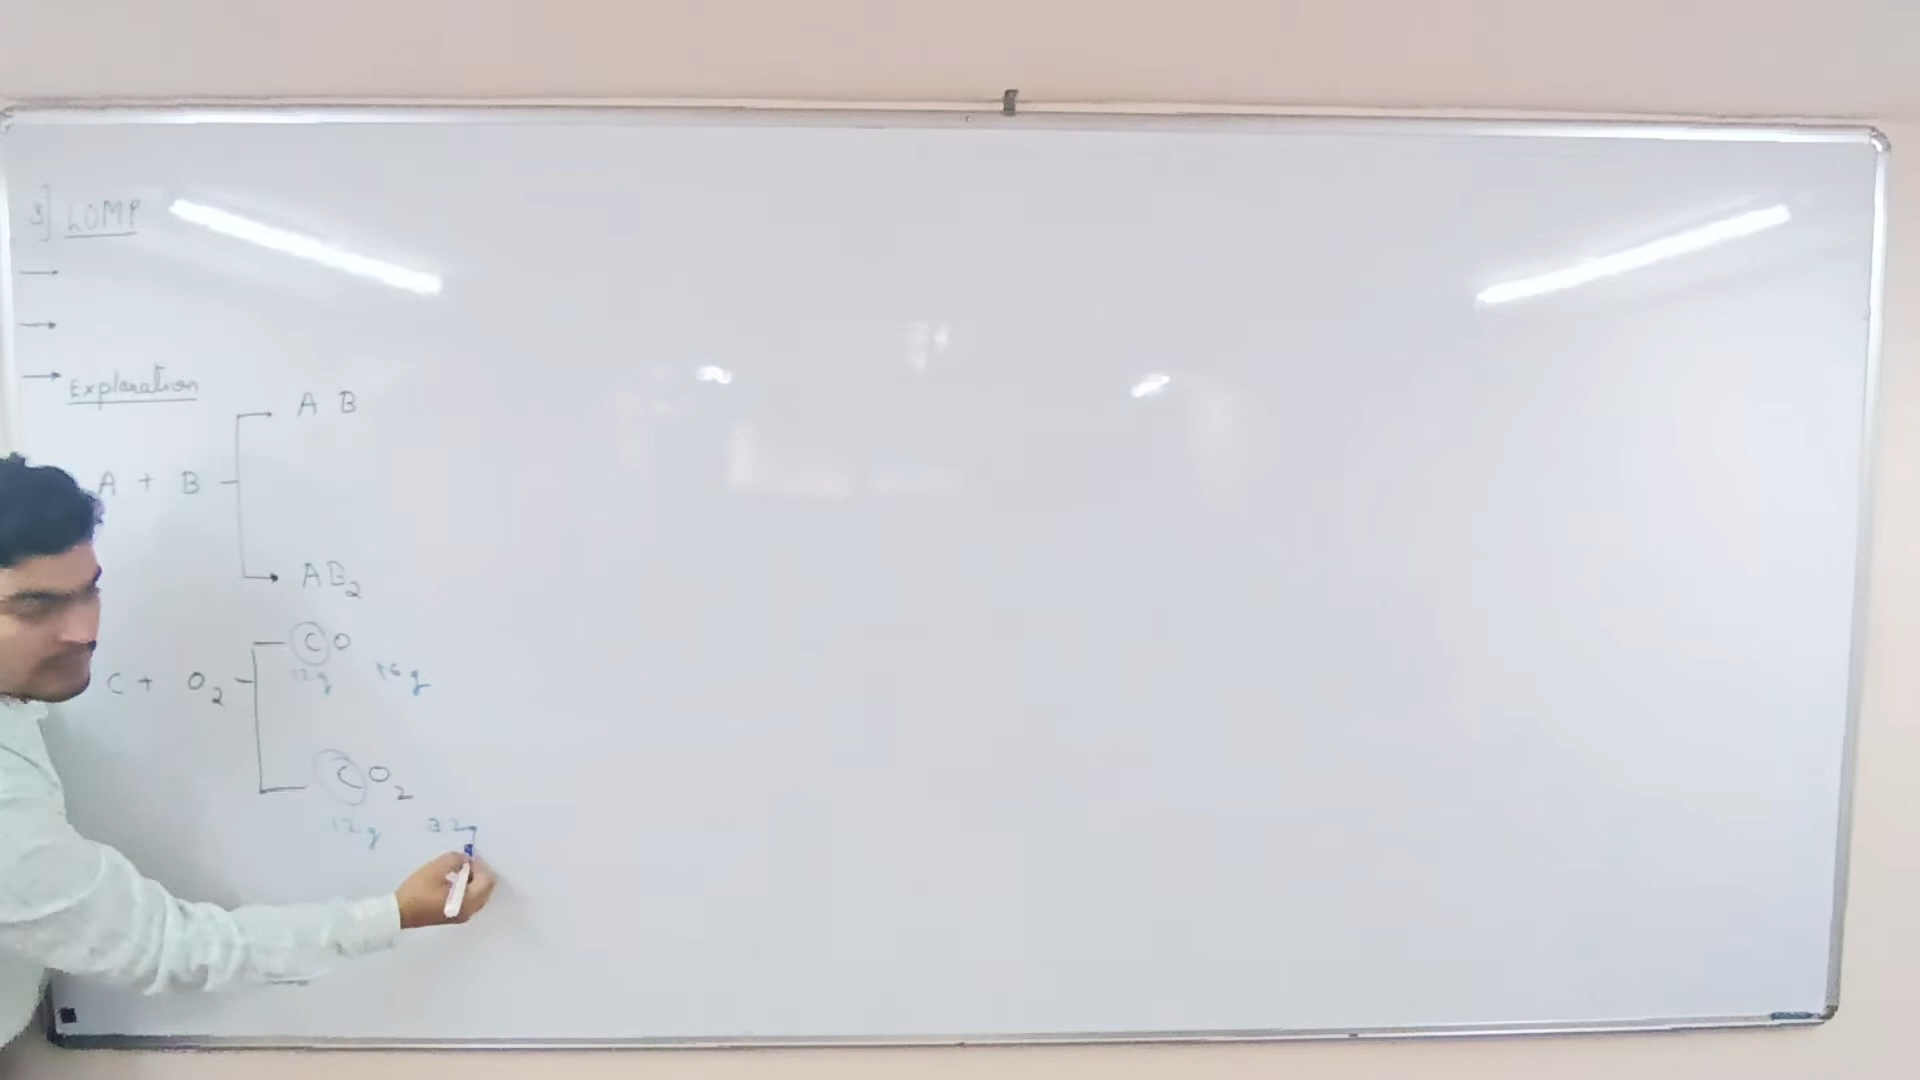 3] LOMP
→
→
→ Explanation
A B
A + B
AB₂
CO
12g 16g
C + O₂
CO₂
12g 32g